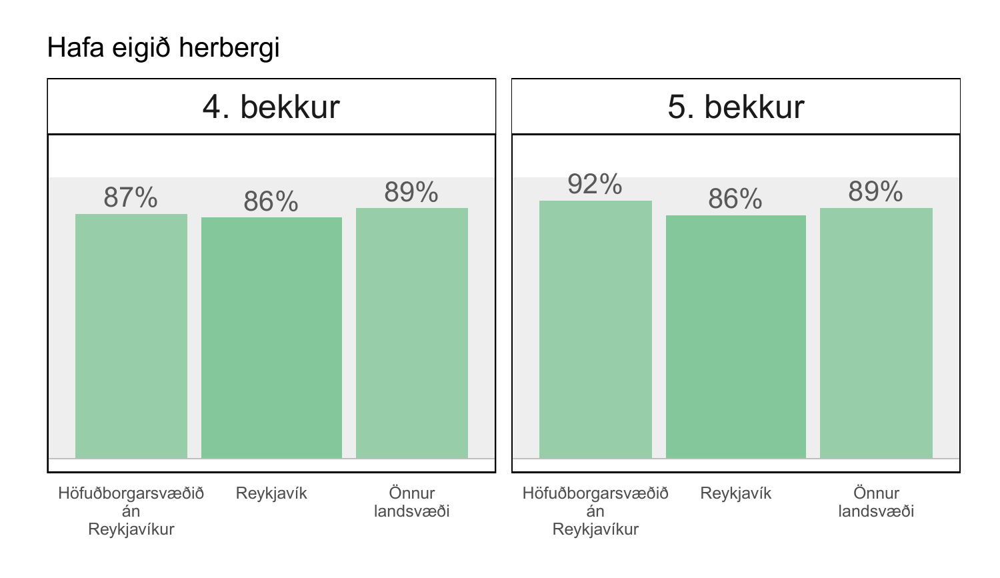 Hafa eigið herbergi
4. bekkur
87%
86%
89%
Höfuðborgarsvæðið
án
Reykjavíkur
Reykjavík
Önnur
landsvæði
5. bekkur
92%
86%
89%
Höfuðborgarsvæðið
án
Reykjavíkur
Reykjavík
Önnur
landsvæði